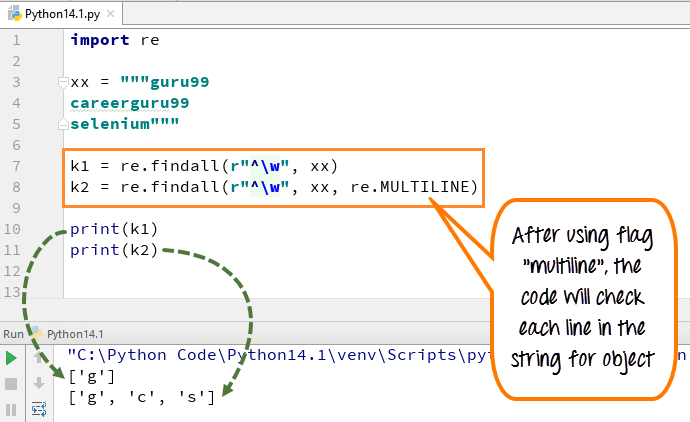 Python14.1.py
1 import re
2
3 xx = """guru99
4 careerguru99
5 selenium"""
6
7 k1 = re.findall(r"^\w", xx)
8 k2 = re.findall(r"^\w", xx, re.MULTILINE)
9
10 print(k1)
11 print(k2)
12
13
After using flag
"multiline", the
code will check
each line in the
string for object
Run Python14.1
"C:\Python Code\Python14.1\venv\Scripts\pyt
['g']
['g', 'c', 's']